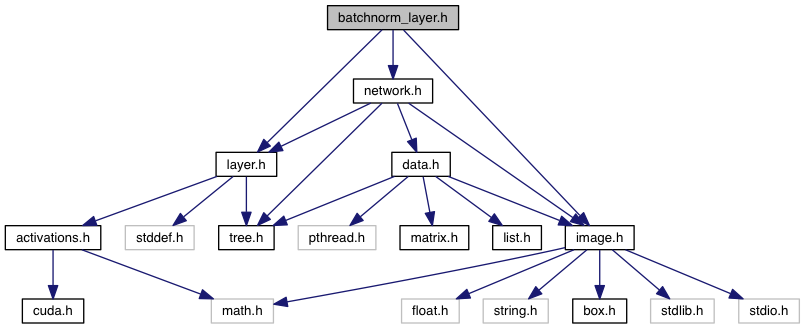 batchnorm_layer.h
network.h
layer.h
data.h
activations.h
stddef.h
tree.h
pthread.h
matrix.h
list.h
image.h
cuda.h
math.h
float.h
string.h
box.h
stdlib.h
stdio.h